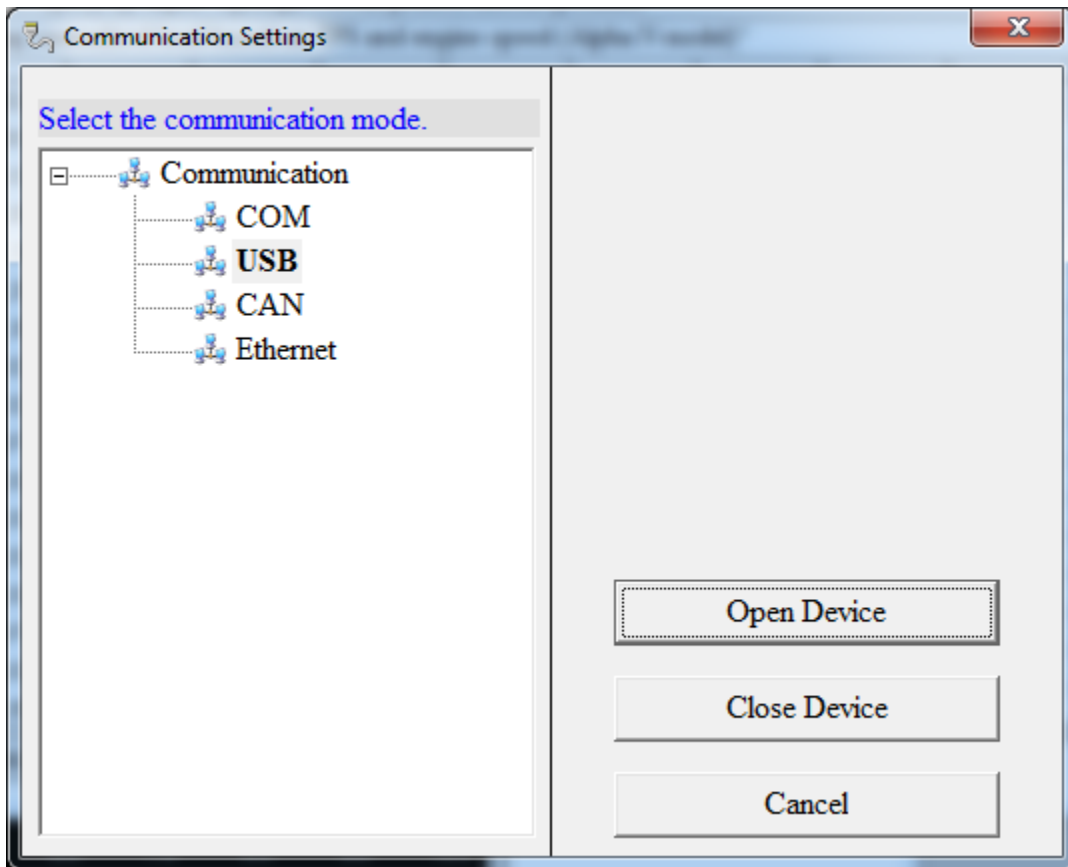 Communication Settings
Select the communication mode.
Communication
COM
USB
CAN
Ethernet
Open Device
Close Device
Cancel